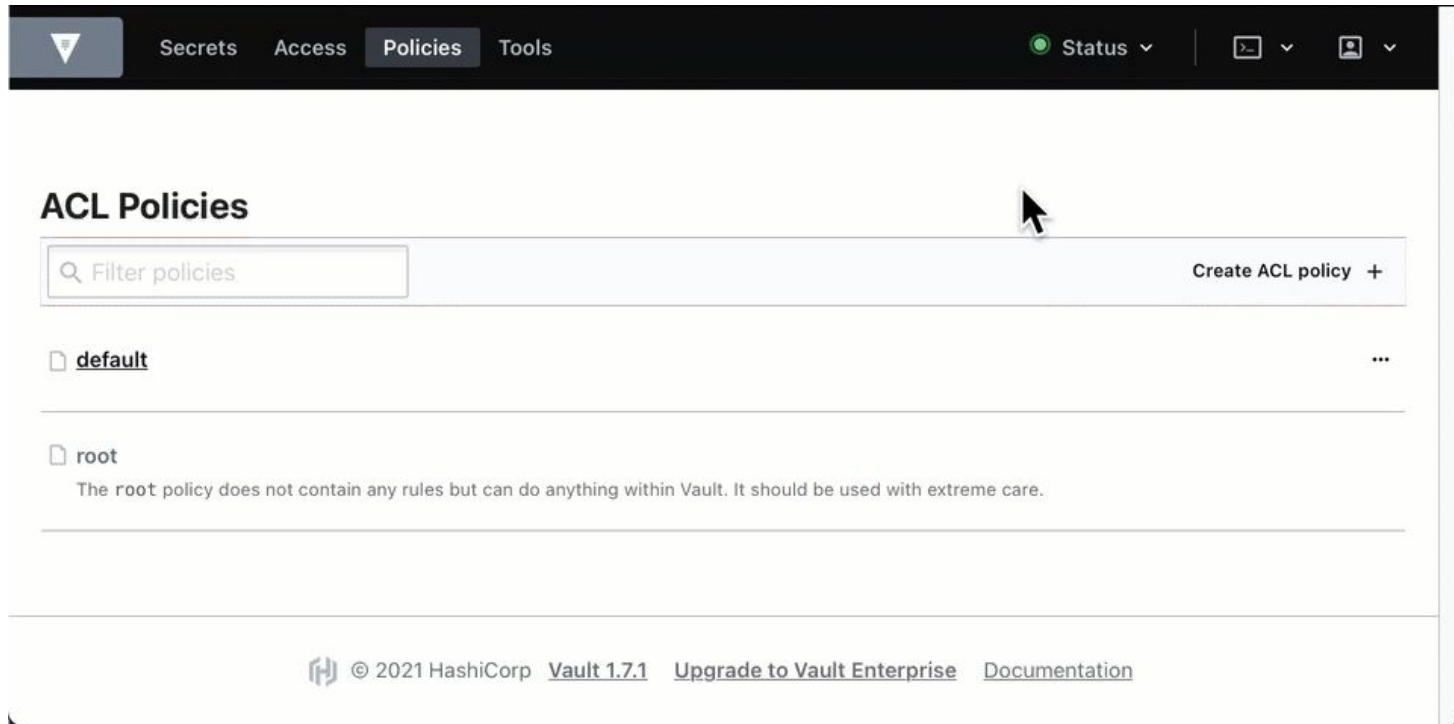 Secrets Access Policies Tools Status
ACL Policies
Filter policies Create ACL policy +
default
root
The root policy does not contain any rules but can do anything within Vault. It should be used with extreme care.
© 2021 HashiCorp Vault 1.7.1 Upgrade to Vault Enterprise Documentation